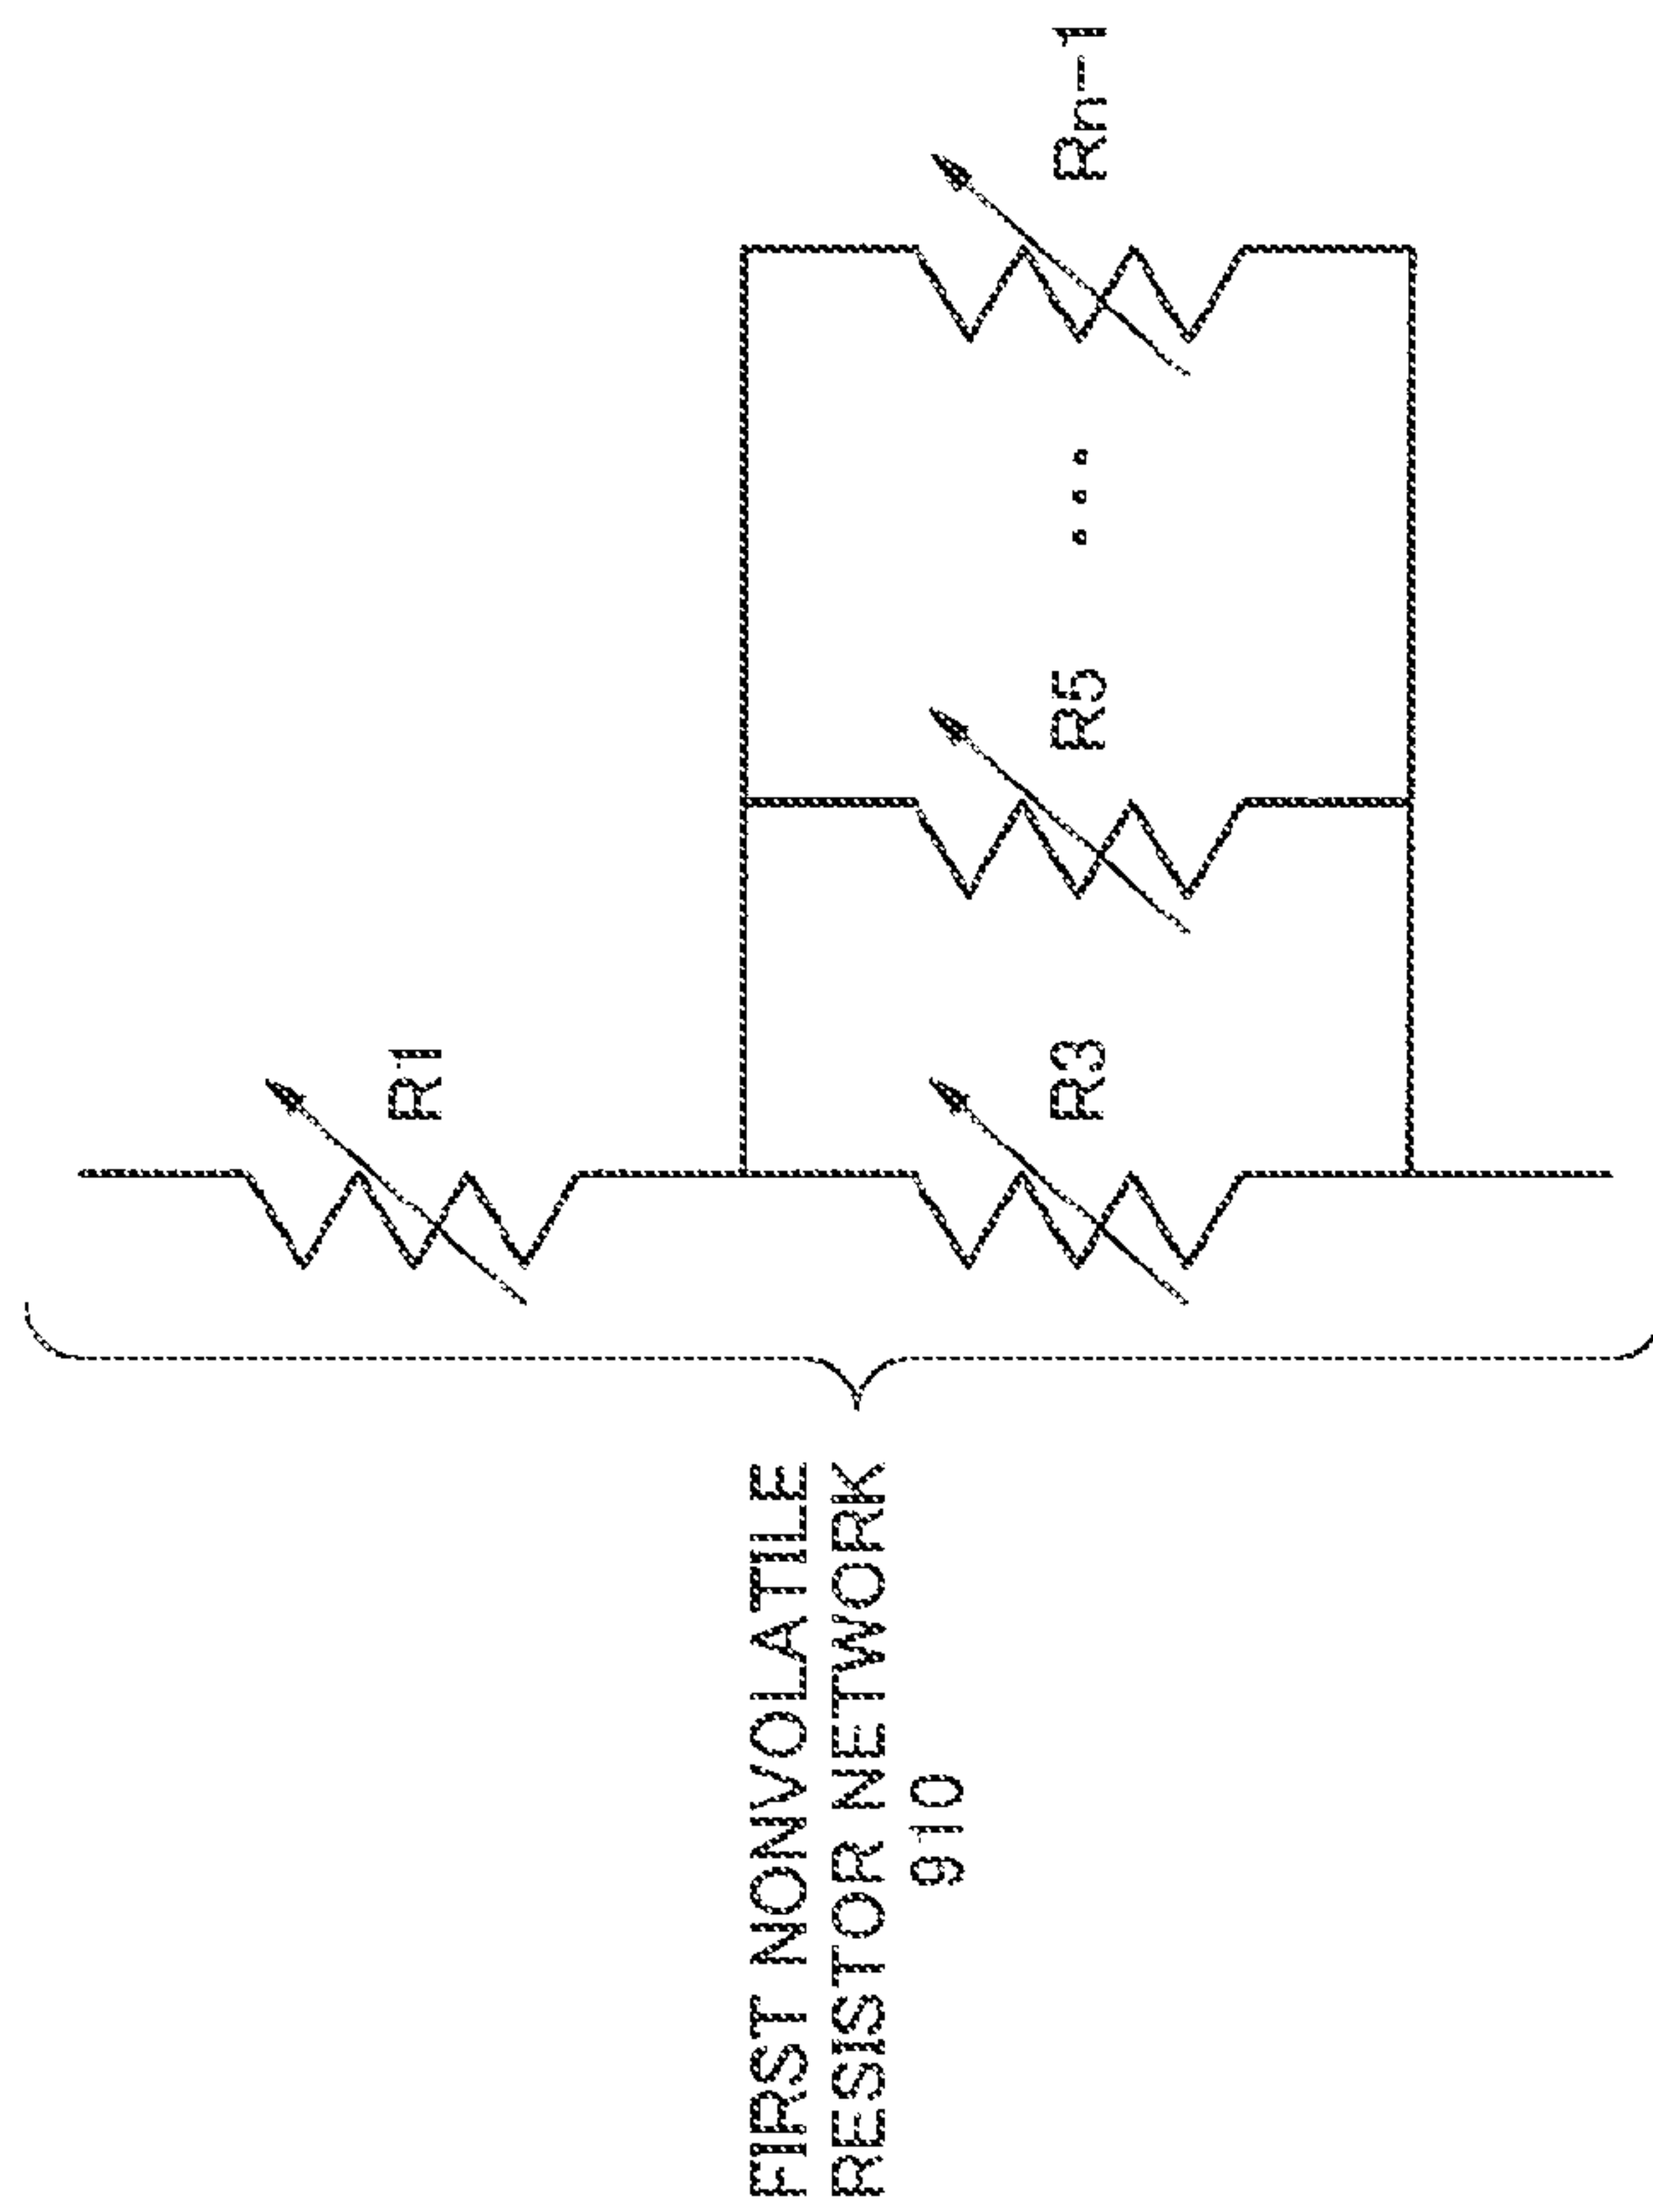 FIRST NONVOLATILE
RESISTOR NETWORK
910
R1
R3
R5
...
Rn-1